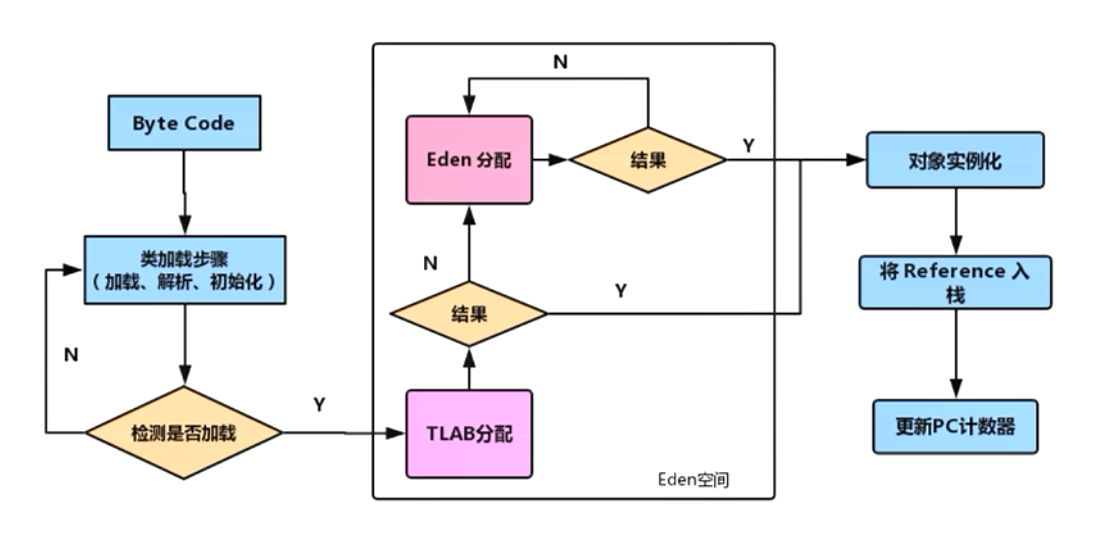 Byte Code
类加载步骤
（加载、解析、初始化）
N
检测是否加载
Y
N
Eden 分配
结果
Y
N
结果
Y
TLAB分配
Eden空间
对象实例化
将 Reference 入
栈
更新PC计数器